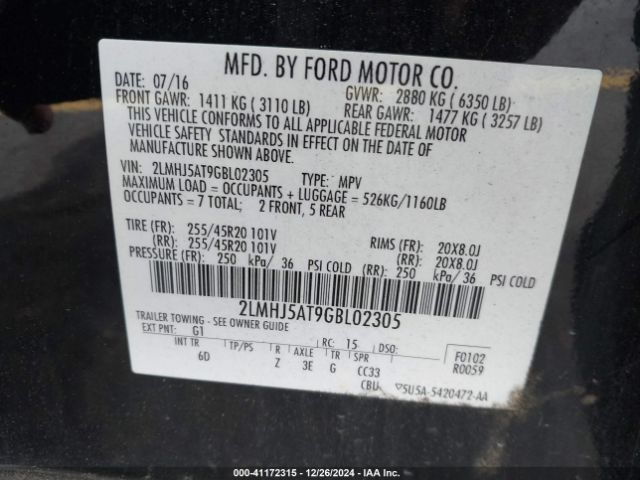 MFD. BY FORD MOTOR CO.
DATE: 07/16 GVWR: 2880 KG ( 6350 LB)
FRONT GAWR: 1411 KG ( 3110 LB) REAR GAWR: 1477 KG ( 3257 LB)
THIS VEHICLE CONFORMS TO ALL APPLICABLE FEDERAL MOTOR
VEHICLE SAFETY STANDARDS IN EFFECT ON THE DATE OF
MANUFACTURE SHOWN ABOVE.
VIN: 2LMHJ5AT9GBL02305 TYPE: MPV
MAXIMUM LOAD = OCCUPANTS + LUGGAGE = 526KG/1160LB
OCCUPANTS = 7 TOTAL; 2 FRONT, 5 REAR
TIRE (FR): 255/45R20 101V RIMS (FR): 20X8.0J
(RR): 255/45R20 101V (RR): 20X8.0J
PRESSURE (FR): 250 kPa/ 36 PSI COLD (RR): 250 kPa/ 36 PSI COLD
2LMHJ5AT9GBL02305
TRAILER TOWING - SEE OWNER GUIDE
EXT PNT: G1 RC: 15 DSO: F0102
INT TR TP/PS R AXLE TR SPR R0059
6D Z 3E G CC33
CBU 5U5A-5420472-AA
000-41172315 - 12/26/2024 - IAA Inc.